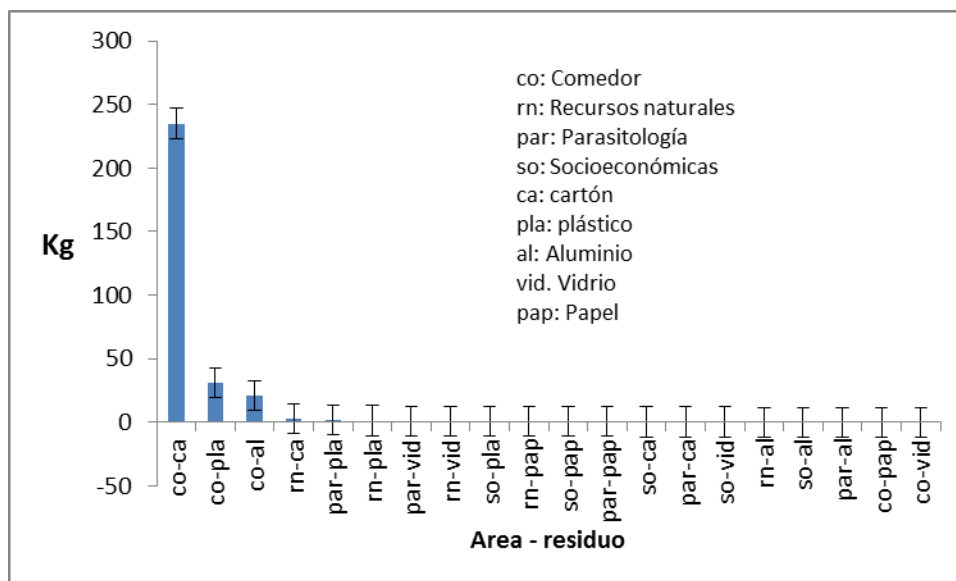 300
250
200
150
100
50
0
-50
Kg
co: Comedor
rn: Recursos naturales
par: Parasitología
so: Socioeconómicas
ca: cartón
pla: plástico
al: Aluminio
vid. Vidrio
pap: Papel
co-ca
co-pla
co-al
rn-ca
par-pla
rn-pla
par-vid
rn-vid
so-pla
rn-pap
so-pap
par-pap
so-ca
par-ca
so-vid
rn-al
so-al
par-al
co-pap
co-vid
Area - residuo